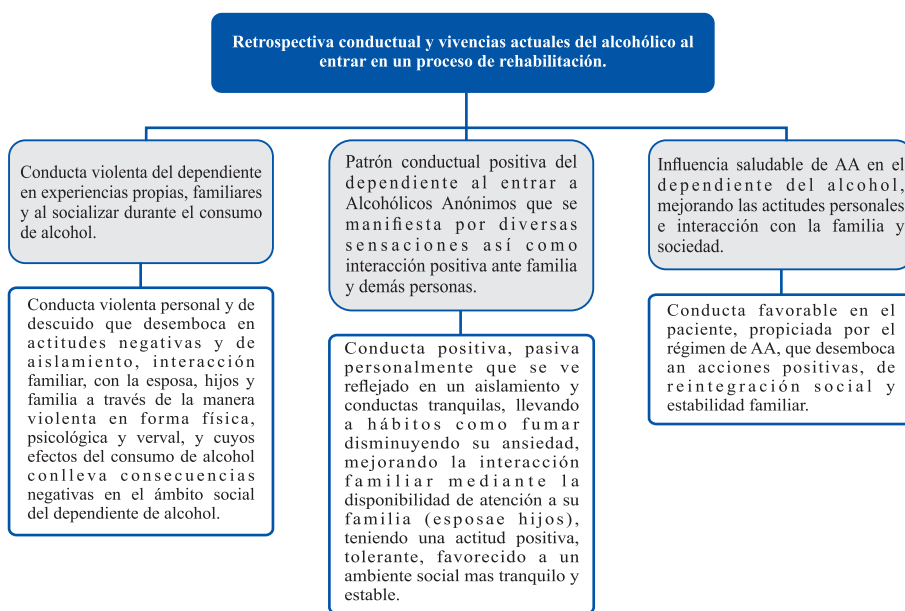 Retrospectiva conductual y vivencias actuales del alcohólico al
entrar en un proceso de rehabilitación.
Conducta violenta del dependiente
en experiencias propias, familiares
y al socializar durante el consumo
de alcohol.
Conducta violenta personal y de
descuido que desemboca en
actitudes negativas y de
aislamiento, interacción
familiar, con la esposa, hijos y
familia a través de la manera
violenta en forma física,
psicológica y verval, y cuyos
efectos del consumo de alcohol
conlleva consecuencias
negativas en el ámbito social
del dependiente de alcohol.
Patrón conductual positiva del
dependiente al entrar a
Alcohólicos Anónimos que se
manifiesta por diversas
sensaciones así como
interacción positiva ante familia
y demás personas.
Conducta positiva, pasiva
personalmente que se ve
reflejado en un aislamiento y
conductas tranquilas, llevando
a hábitos como fumar
disminuyendo su ansiedad,
mejorando la interacción
familiar mediante la
disponibilidad de atención a su
familia (esposae hijos),
teniendo una actitud positiva,
tolerante, favorecido a un
ambiente social mas tranquilo y
estable.
Influencia saludable de AA en el
dependiente del alcohol,
mejorando las actitudes personales
e interacción con la familia y
sociedad.
Conducta favorable en el
paciente, propiciada por el
régimen de AA, que desemboca
an acciones positivas, de
reintegración social y
estabilidad familiar.